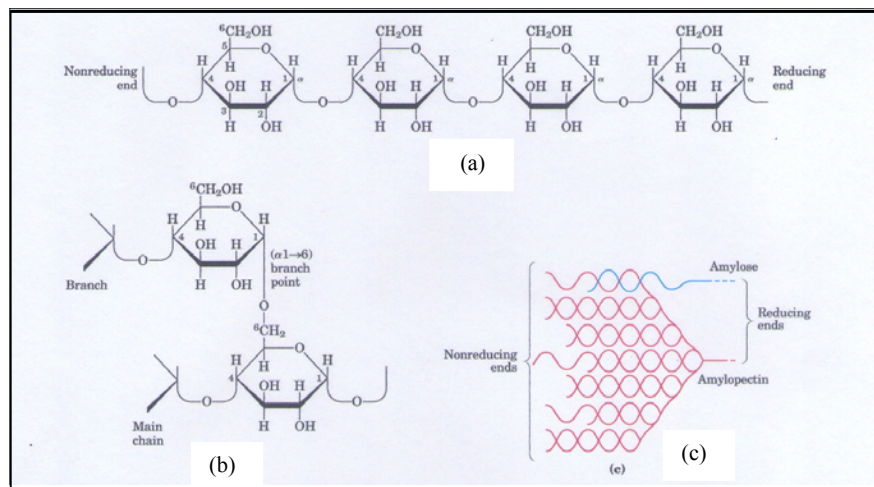 ⁶CH₂OH CH₂OH CH₂OH CH₂OH
5 O O O O
H H H H H H H H H H H H
Nonreducing end
4 1 α 4 1 α 4 1 α 4 1 α
Reducing end
OH H OH H OH H OH H
O O O O
3 2
H OH H OH H OH H OH
(a)
⁶CH₂OH
O
H H H
4 1
OH H
O
H OH
Branch
(α1→6)
branch
point
O
⁶CH₂
O
H H H
4 1
OH H
O O
H OH
Main
chain
(b)
Amylose
Reducing
ends
Nonreducing
ends
Amylopectin
(c)
(c)